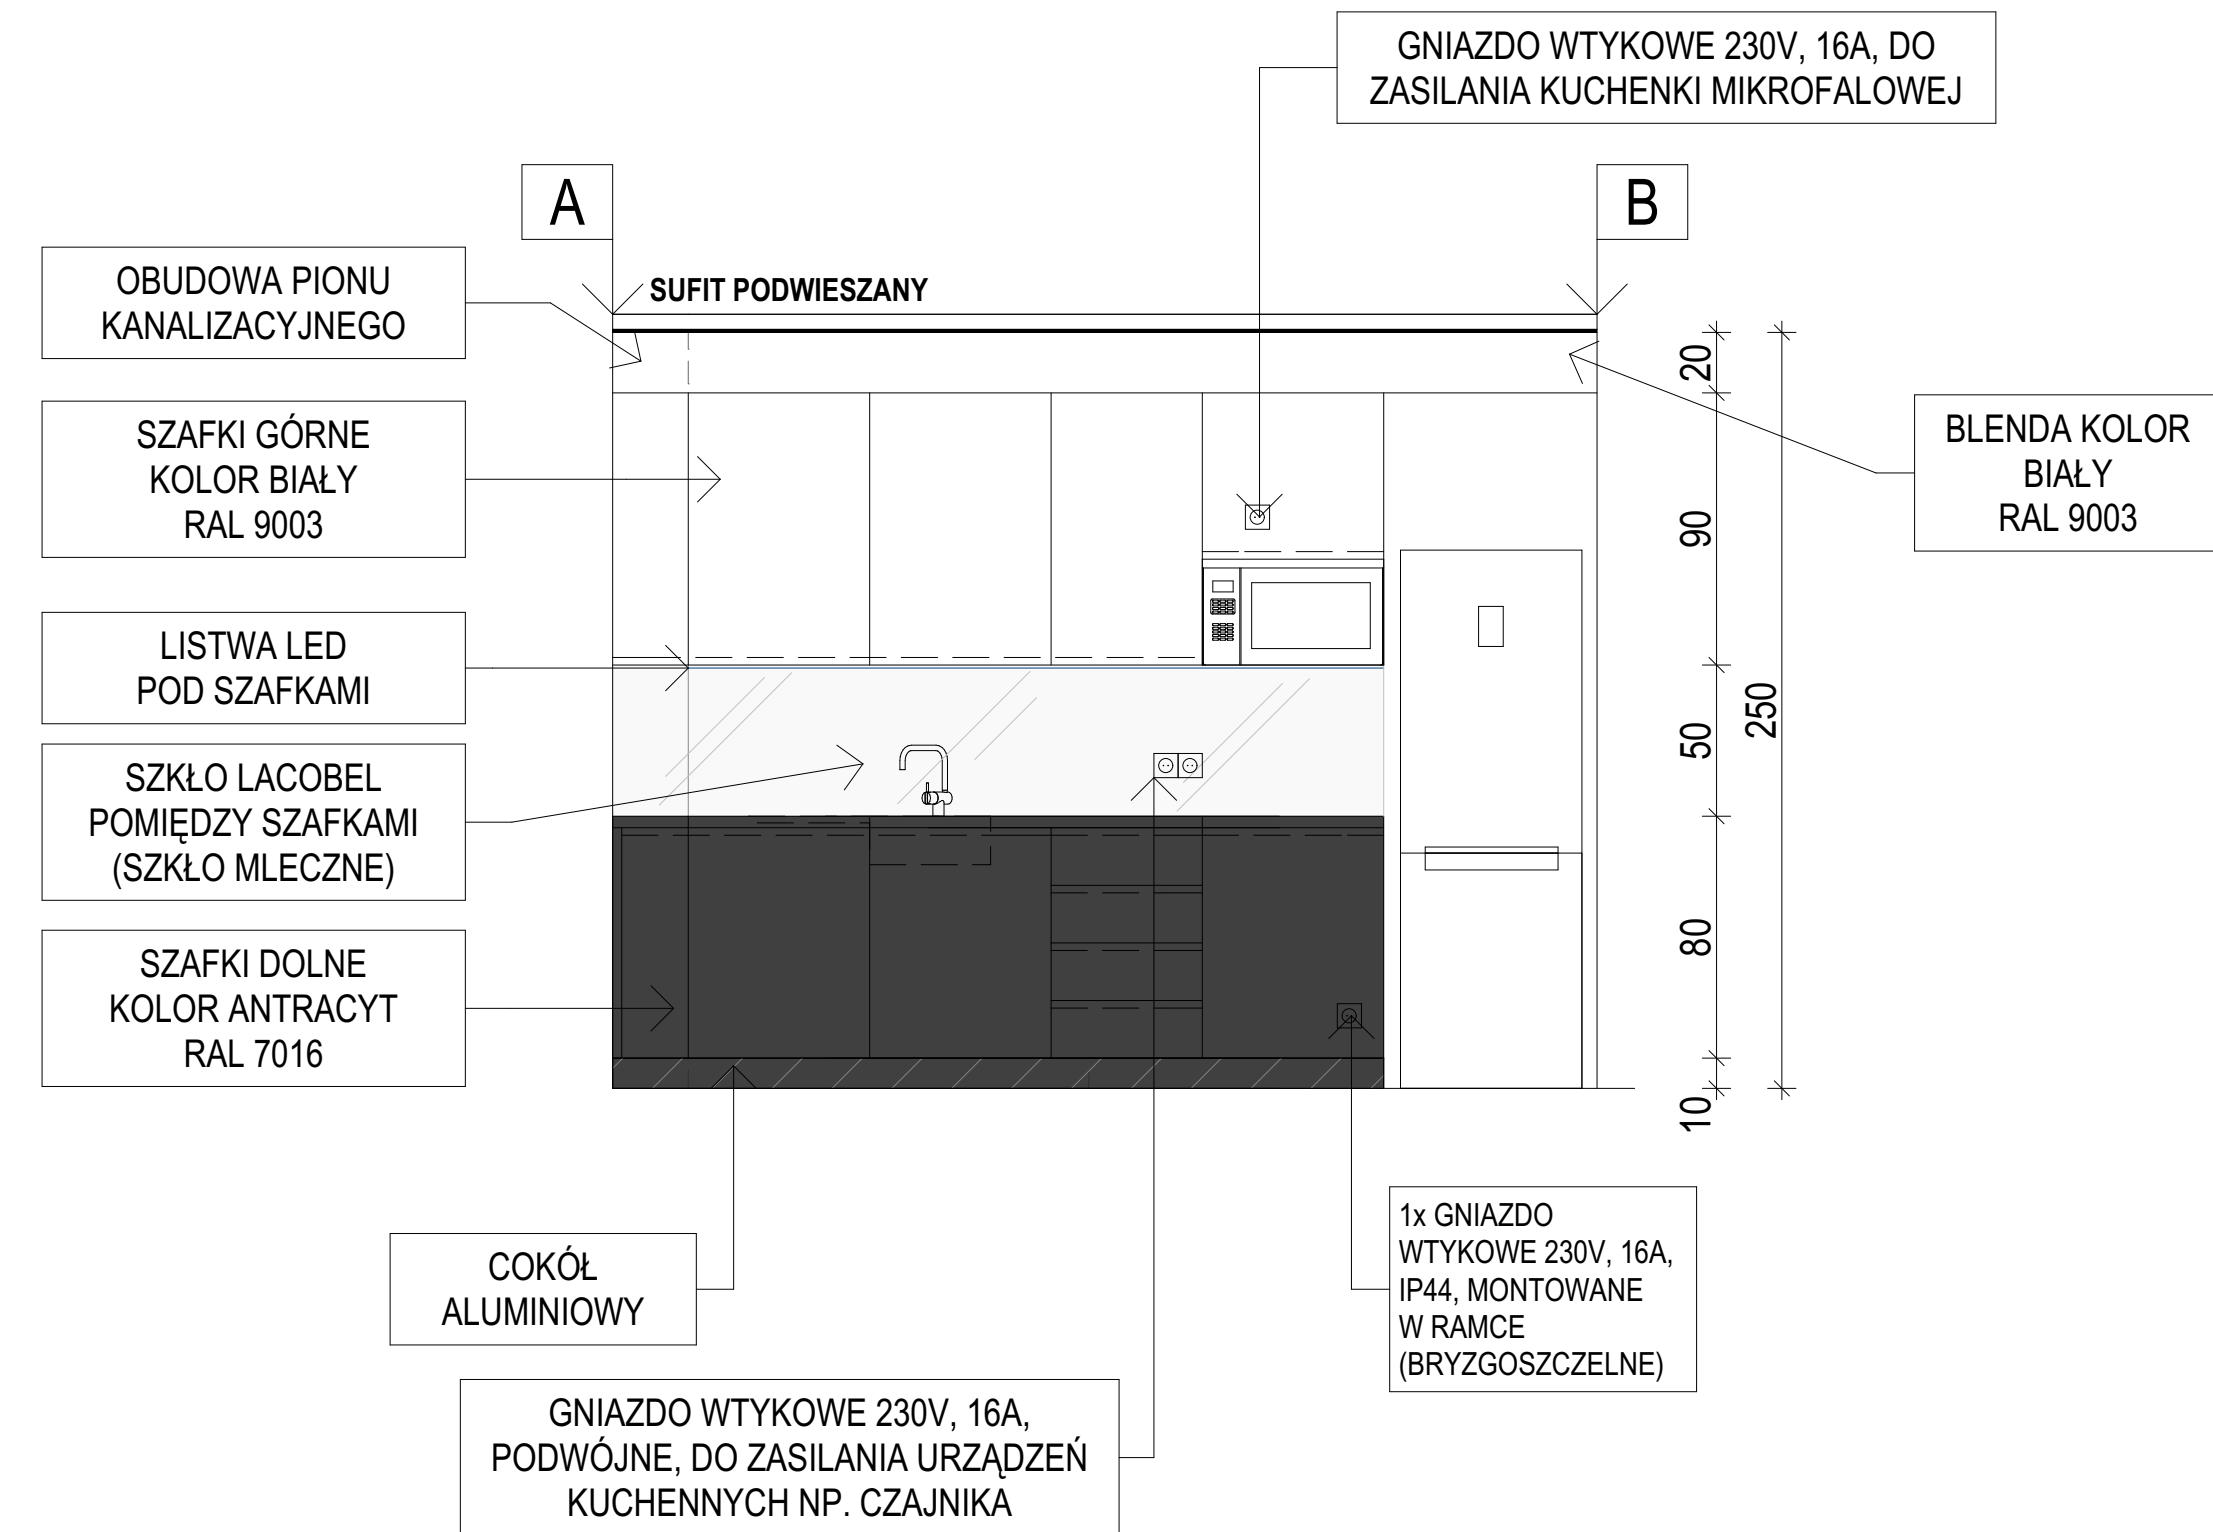 GNIAZDO WTYKOWE 230V, 16A, DO
ZASILANIA KUCHENKI MIKROFALOWEJ
A
B
OBUDOWA PIONU
KANALIZACYJNEGO
SUFIT PODWIESZANY
SZAFKI GÓRNE
KOLOR BIAŁY
RAL 9003
BLENDA KOLOR
BIAŁY
RAL 9003
LISTWA LED
POD SZAFKAMI
SZKŁO LACOBEL
POMIĘDZY SZAFKAMI
(SZKŁO MLECZNE)
SZAFKI DOLNE
KOLOR ANTRACYT
RAL 7016
20
90
50
80
10
250
COKÓŁ
ALUMINIOWY
1x GNIAZDO
WTYKOWE 230V, 16A,
IP44, MONTOWANE
W RAMCE
(BRYZGOSZCZELNE)
GNIAZDO WTYKOWE 230V, 16A,
PODWÓJNE, DO ZASILANIA URZĄDZEŃ
KUCHENNYCH NP. CZAJNIKA